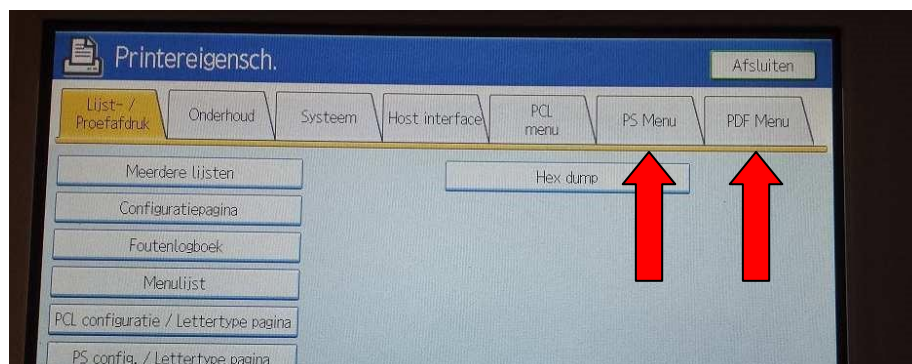 Printereigensch.
Afsluiten
Lijst- /
Proefafdruk
Onderhoud
Systeem
Host interface
PCL
menu
PS Menu
PDF Menu
Meerdere lijsten
Hex dump
Configuratiepagina
Foutenlogboek
Menulijst
PCL configuratie / Lettertype pagina
PS config. / Lettertype pagina